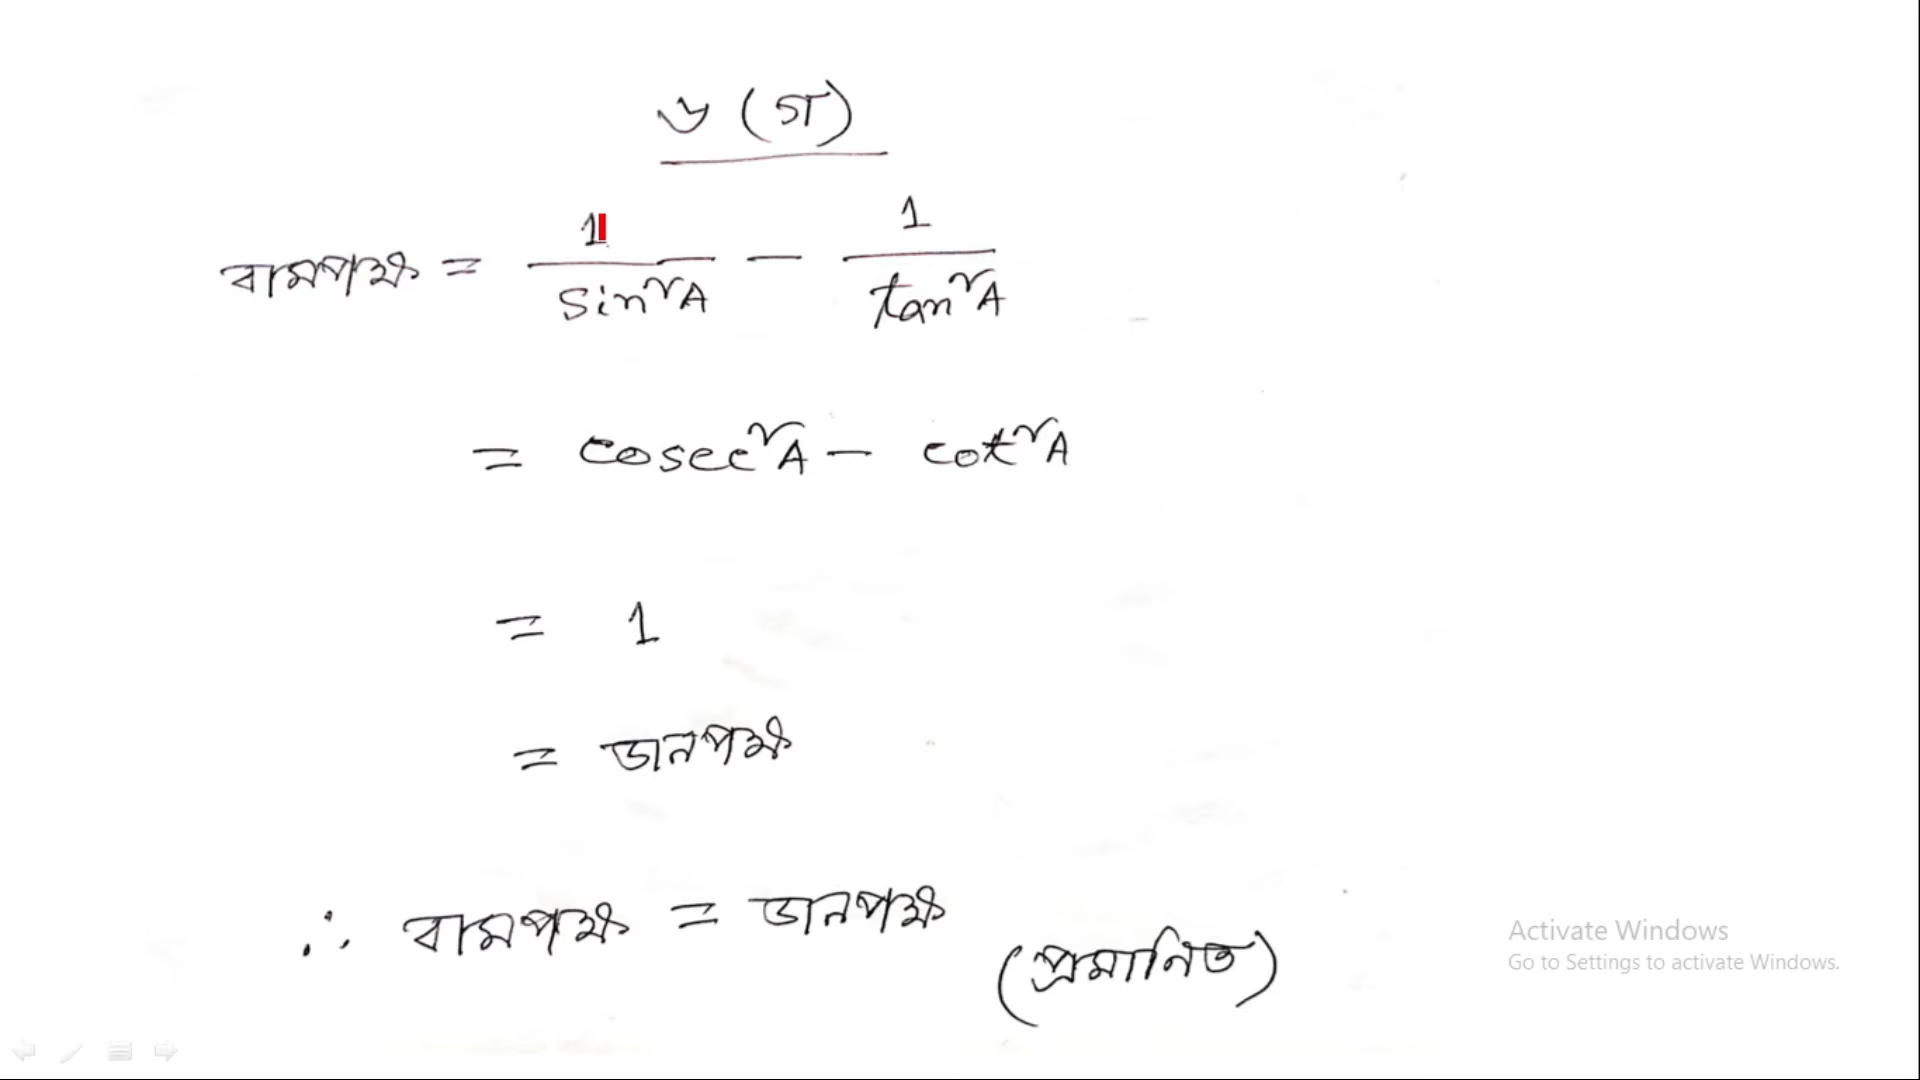 ৬ (গ)
বামপক্ষ = 1/sin²A − 1/tan²A
= cosec²A − cot²A
= 1
= ডানপক্ষ
∴ বামপক্ষ = ডানপক্ষ
(প্রমানিত)
Activate Windows
Go to Settings to activate Windows.